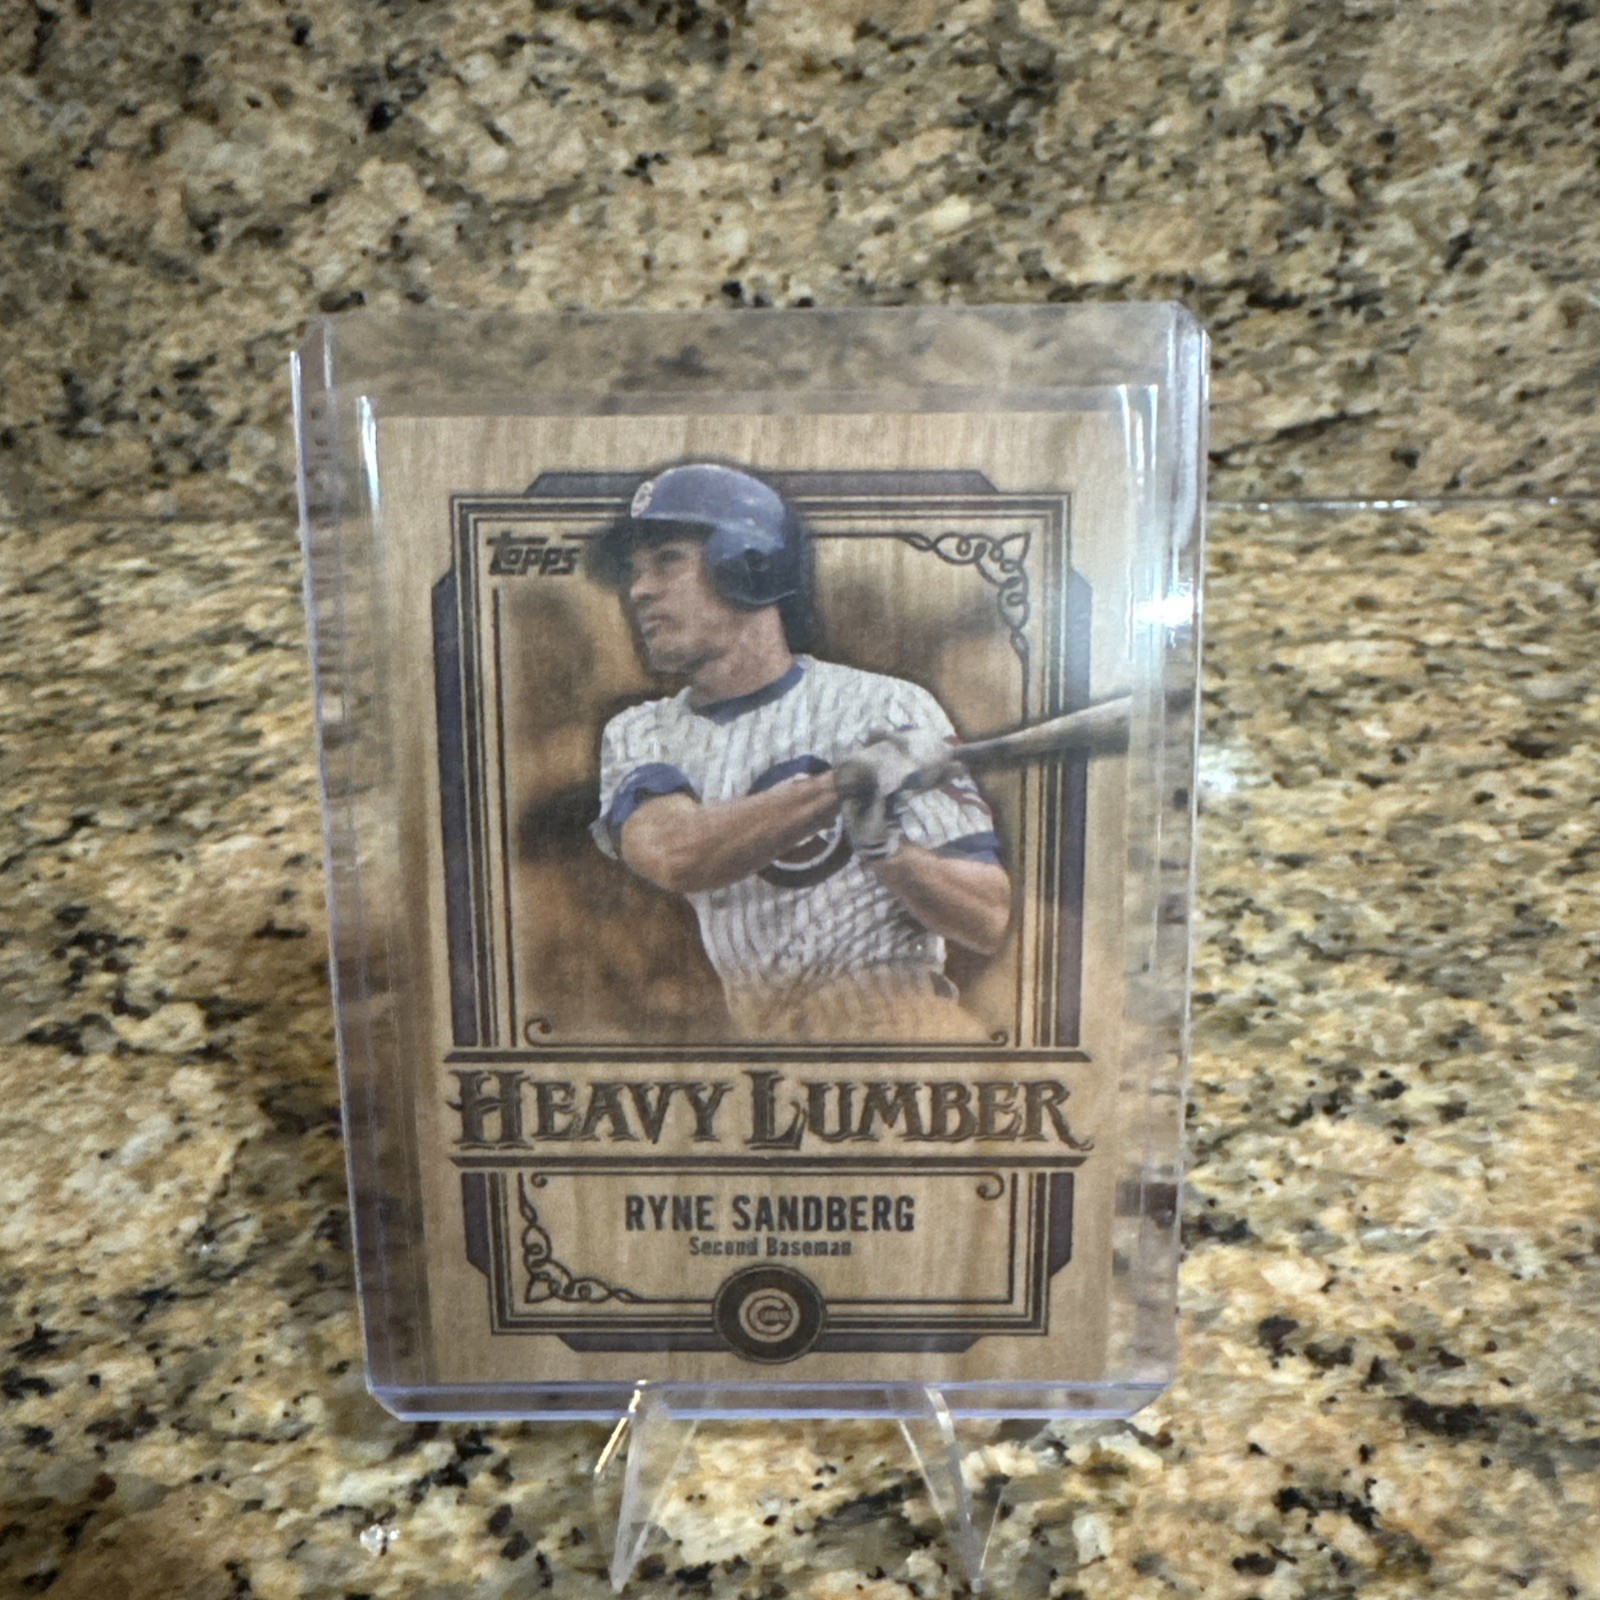 Topps
HEAVY LUMBER
RYNE SANDBERG
Second Baseman